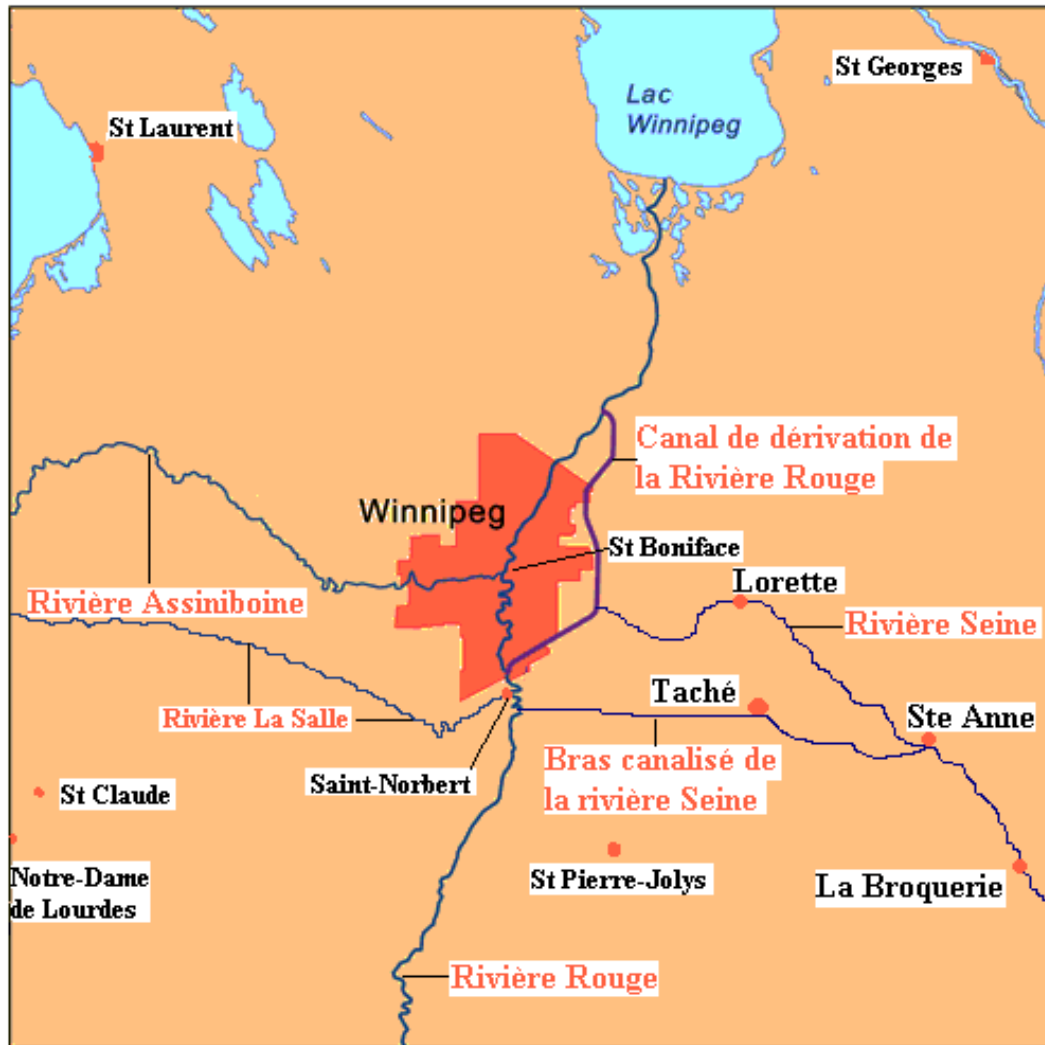 St Georges
Lac
Winnipeg
St Laurent
Canal de dérivation de
la Rivière Rouge
Winnipeg
St Boniface
Lorette
Rivière Assiniboine
Rivière Seine
Taché
Rivière La Salle
Ste Anne
Bras canalisé de
la rivière Seine
Saint-Norbert
St Claude
St Pierre-Jolys
La Broquerie
Notre-Dame
de Lourdes
Rivière Rouge